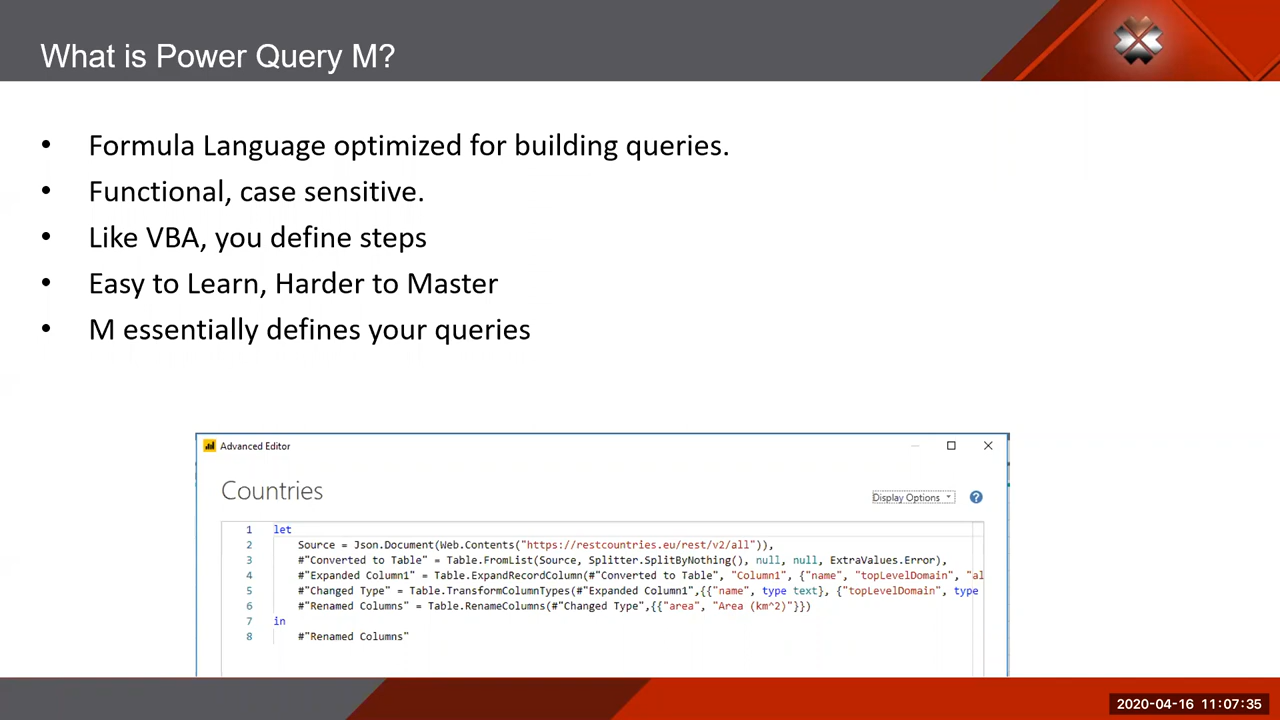 What is Power Query M?
• Formula Language optimized for building queries.
• Functional, case sensitive.
• Like VBA, you define steps
• Easy to Learn, Harder to Master
• M essentially defines your queries
Advanced Editor
Countries
Display Options
?
1 let
2 Source = Json.Document(Web.Contents("https://restcountries.eu/rest/v2/all")),
3 #"Converted to Table" = Table.FromList(Source, Splitter.SplitByNothing(), null, null, ExtraValues.Error),
4 #"Expanded Column1" = Table.ExpandRecordColumn(#"Converted to Table", "Column1", {"name", "topLevelDomain", "al
5 #"Changed Type" = Table.TransformColumnTypes(#"Expanded Column1",{{"name", type text}, {"topLevelDomain", type
6 #"Renamed Columns" = Table.RenameColumns(#"Changed Type",{{"area", "Area (km^2)"}})
7 in
8 #"Renamed Columns"
2020-04-16 11:07:35